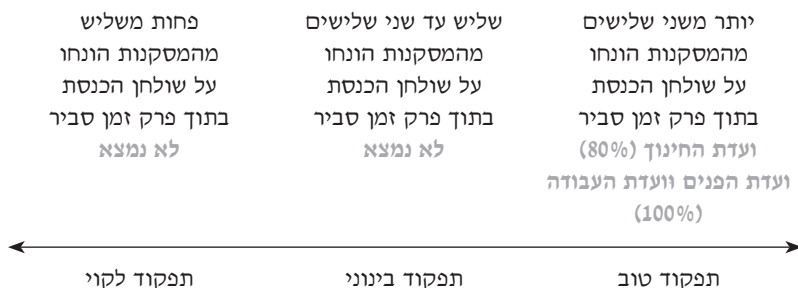 יותר משני שלישים
מהמסקנות הונחו
על שולחן הכנסת
בתוך פרק זמן סביר
ועדת החינוך (80%)
ועדת הפנים וּועדת העבודה
(100%)
שליש עד שני שלישים
מהמסקנות הונחו
על שולחן הכנסת
בתוך פרק זמן סביר
לא נמצא
פחות משליש
מהמסקנות הונחו
על שולחן הכנסת
בתוך פרק זמן סביר
לא נמצא
תפקוד טוב
תפקוד בינוני
תפקוד לקוי